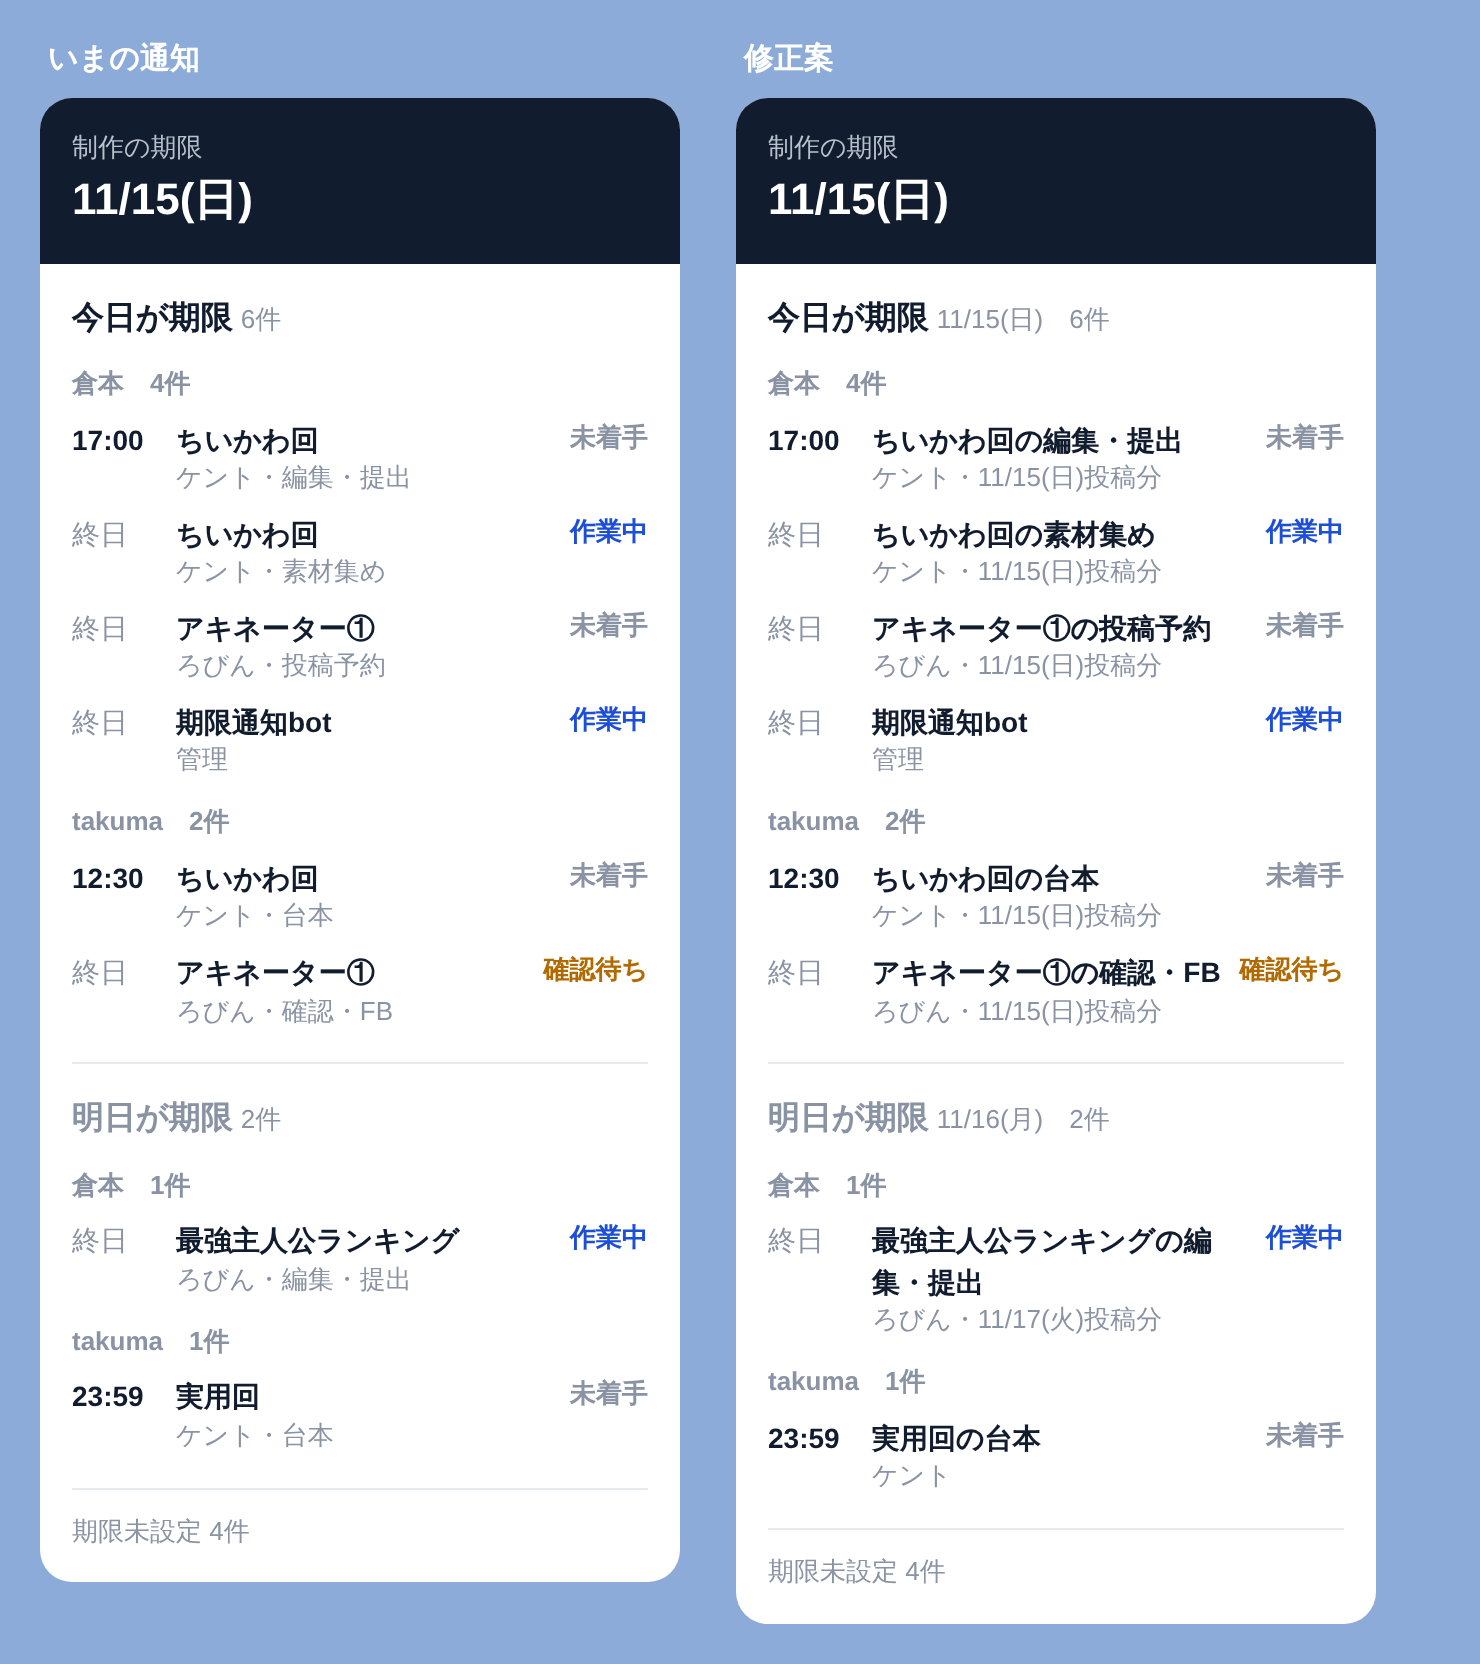 いまの通知
制作の期限
11/15(日)
今日が期限 6件
倉本 4件
17:00 ちいかわ回 未着手
ケント・編集・提出
終日 ちいかわ回 作業中
ケント・素材集め
終日 アキネーター① 未着手
ろびん・投稿予約
終日 期限通知bot 作業中
管理
takuma 2件
12:30 ちいかわ回 未着手
ケント・台本
終日 アキネーター① 確認待ち
ろびん・確認・FB
明日が期限 2件
倉本 1件
終日 最強主人公ランキング 作業中
ろびん・編集・提出
takuma 1件
23:59 実用回 未着手
ケント・台本
期限未設定 4件
修正案
制作の期限
11/15(日)
今日が期限 11/15(日) 6件
倉本 4件
17:00 ちいかわ回の編集・提出 未着手
ケント・11/15(日)投稿分
終日 ちいかわ回の素材集め 作業中
ケント・11/15(日)投稿分
終日 アキネーター①の投稿予約 未着手
ろびん・11/15(日)投稿分
終日 期限通知bot 作業中
管理
takuma 2件
12:30 ちいかわ回の台本 未着手
ケント・11/15(日)投稿分
終日 アキネーター①の確認・FB 確認待ち
ろびん・11/15(日)投稿分
明日が期限 11/16(月) 2件
倉本 1件
終日 最強主人公ランキングの編 作業中
集・提出
ろびん・11/17(火)投稿分
takuma 1件
23:59 実用回の台本 未着手
ケント
期限未設定 4件